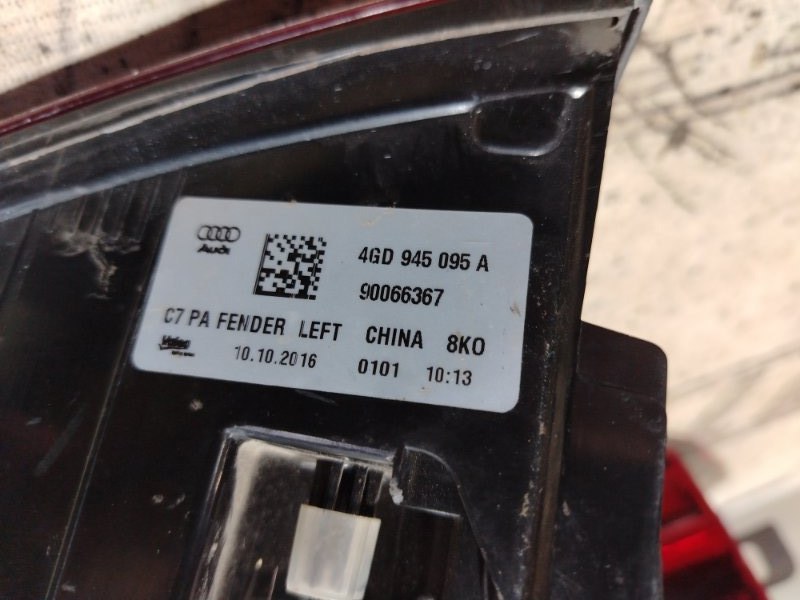 Audi
4GD 945 095 A
90066367
C7 PA FENDER LEFT CHINA 8KO
Valeo
10.10.2016 0101 10:13